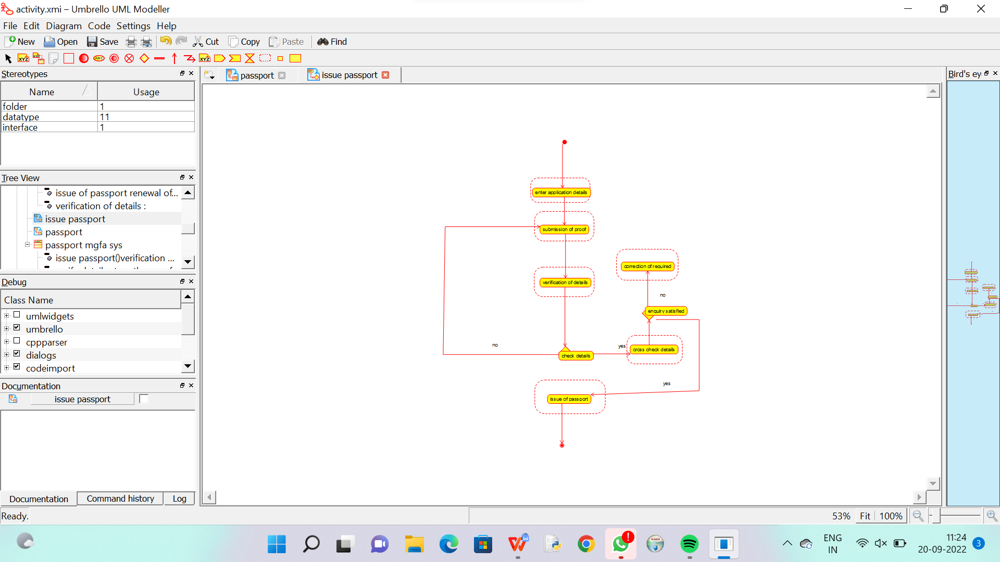 activity.xmi – Umbrello UML Modeller
File Edit Diagram Code Settings Help
New Open Save Cut Copy Paste Find
XYZ XYZ ABC XYZ
Stereotypes
Name Usage
folder 1
datatype 11
interface 1
Tree View
issue of passport renewal of...
verification of details :
issue passport
passport
passport mgfa sys
issue passport()verification ...
Debug
Class Name
umlwidgets
umbrello
cppparser
dialogs
codeimport
Documentation
issue passport
Documentation Command history Log
Ready.
passport issue passport
enter application details
submission of proof
correction of required
verification of details
no
enquiry satisfied
no
yes
cross check details
check details
yes
issue of passport
Bird's eye
53% Fit 100%
ENG
IN
11:24
20-09-2022
3